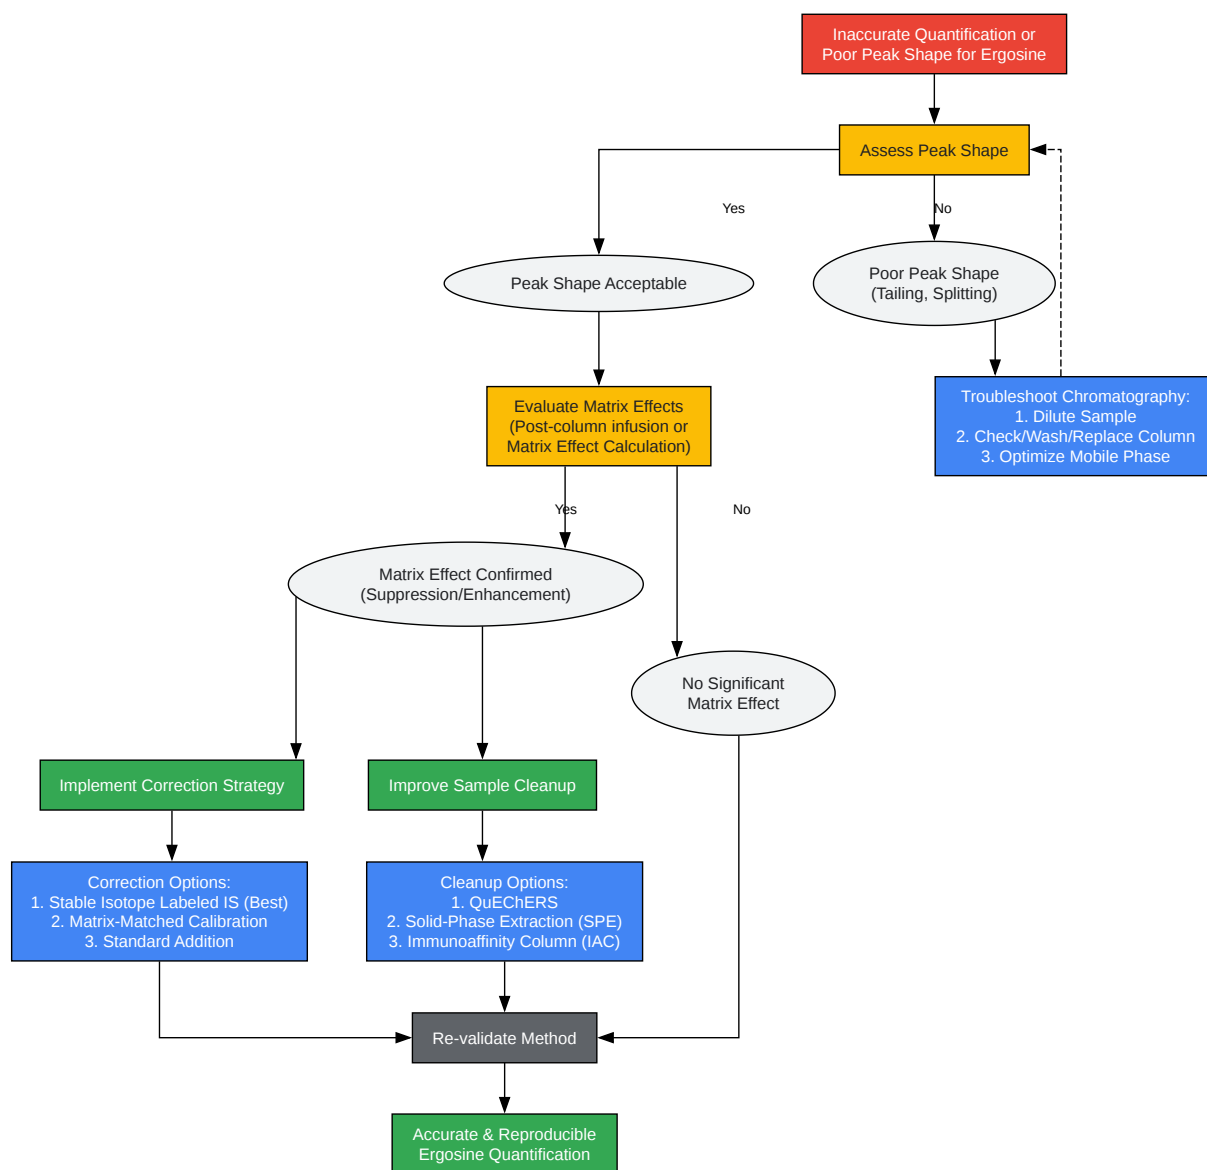 Inaccurate Quantification or
Poor Peak Shape for Ergosine
Assess Peak Shape
Yes
No
Peak Shape Acceptable
Poor Peak Shape
(Tailing, Splitting)
Evaluate Matrix Effects
(Post-column infusion or
Matrix Effect Calculation)
Troubleshoot Chromatography:
1. Dilute Sample
2. Check/Wash/Replace Column
3. Optimize Mobile Phase
Yes
No
Matrix Effect Confirmed
(Suppression/Enhancement)
No Significant
Matrix Effect
Implement Correction Strategy
Improve Sample Cleanup
Correction Options:
1. Stable Isotope Labeled IS (Best)
2. Matrix-Matched Calibration
3. Standard Addition
Cleanup Options:
1. QuEChERS
2. Solid-Phase Extraction (SPE)
3. Immunoaffinity Column (IAC)
Re-validate Method
Accurate & Reproducible
Ergosine Quantification